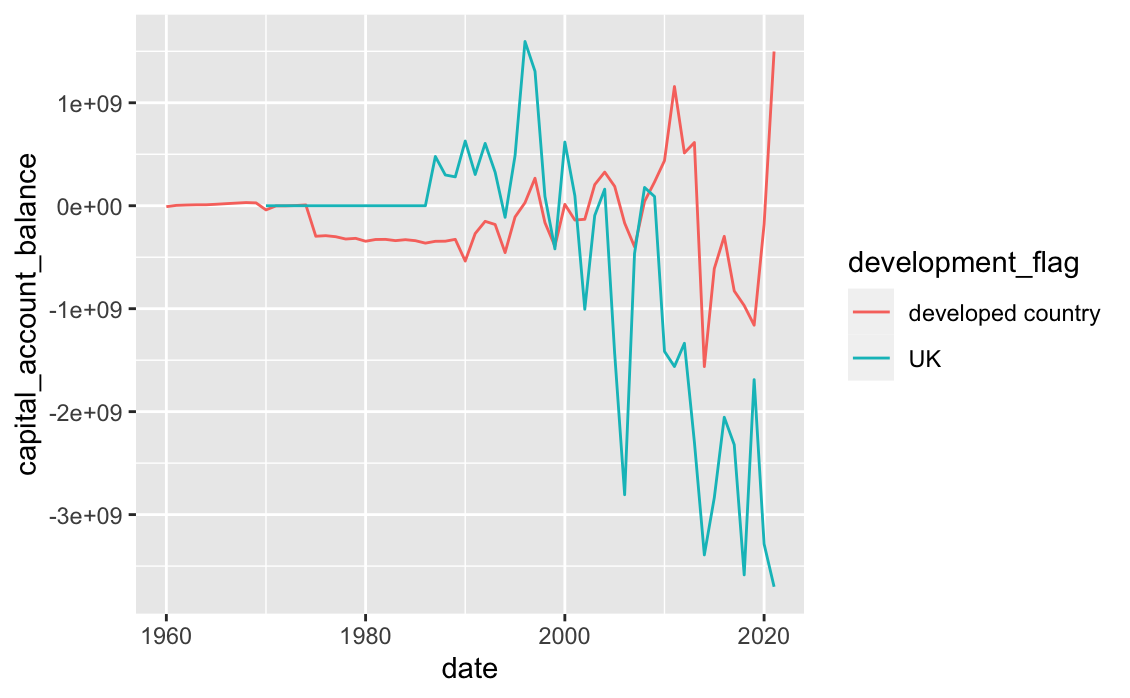 capital_account_balance
1e+09
0e+00
-1e+09
-2e+09
-3e+09
1960 1980 2000 2020
date
development_flag
developed country
UK